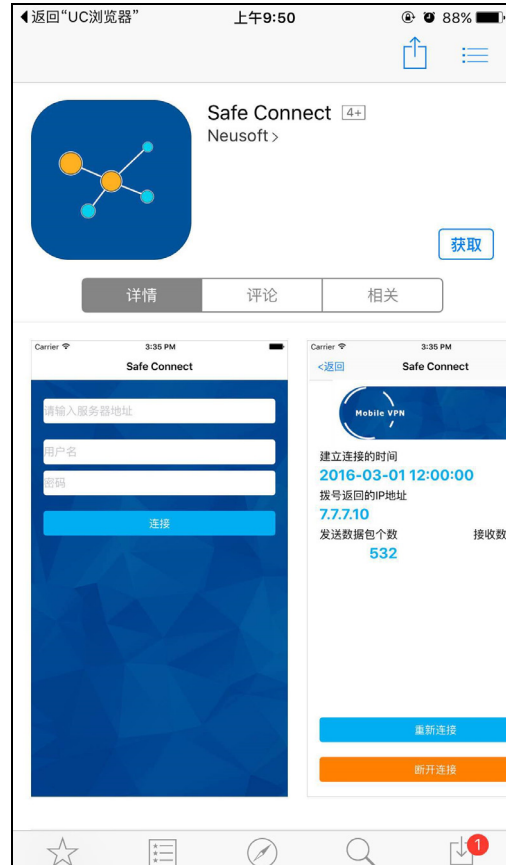 返回“UC浏览器”
上午9:50
88%
Safe Connect 4+
Neusoft >
获取
详情
评论
相关
Carrier
3:35 PM
Safe Connect
请输入服务器地址
用户名
密码
连接
Carrier
3:35 PM
<返回
Safe Connect
Mobile VPN
建立连接的时间
2016-03-01 12:00:00
拨号返回的IP地址
7.7.7.10
发送数据包个数
接收数
532
重新连接
断开连接
1